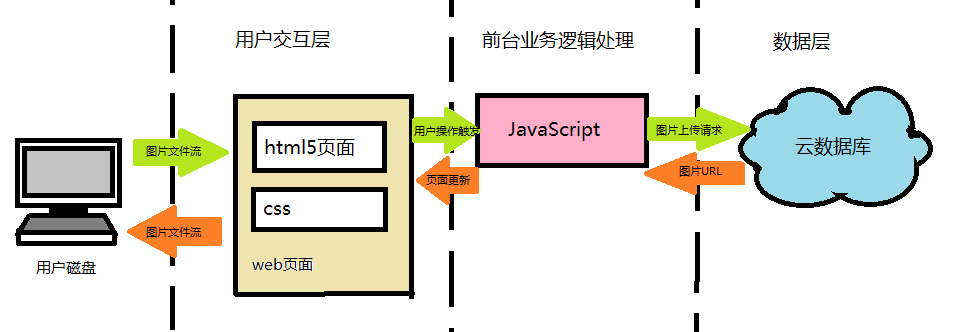 用户交互层
前台业务逻辑处理
数据层
图片文件流
图片文件流
用户磁盘
html5页面
css
web页面
用户操作触发
页面更新
JavaScript
图片上传请求
图片URL
云数据库